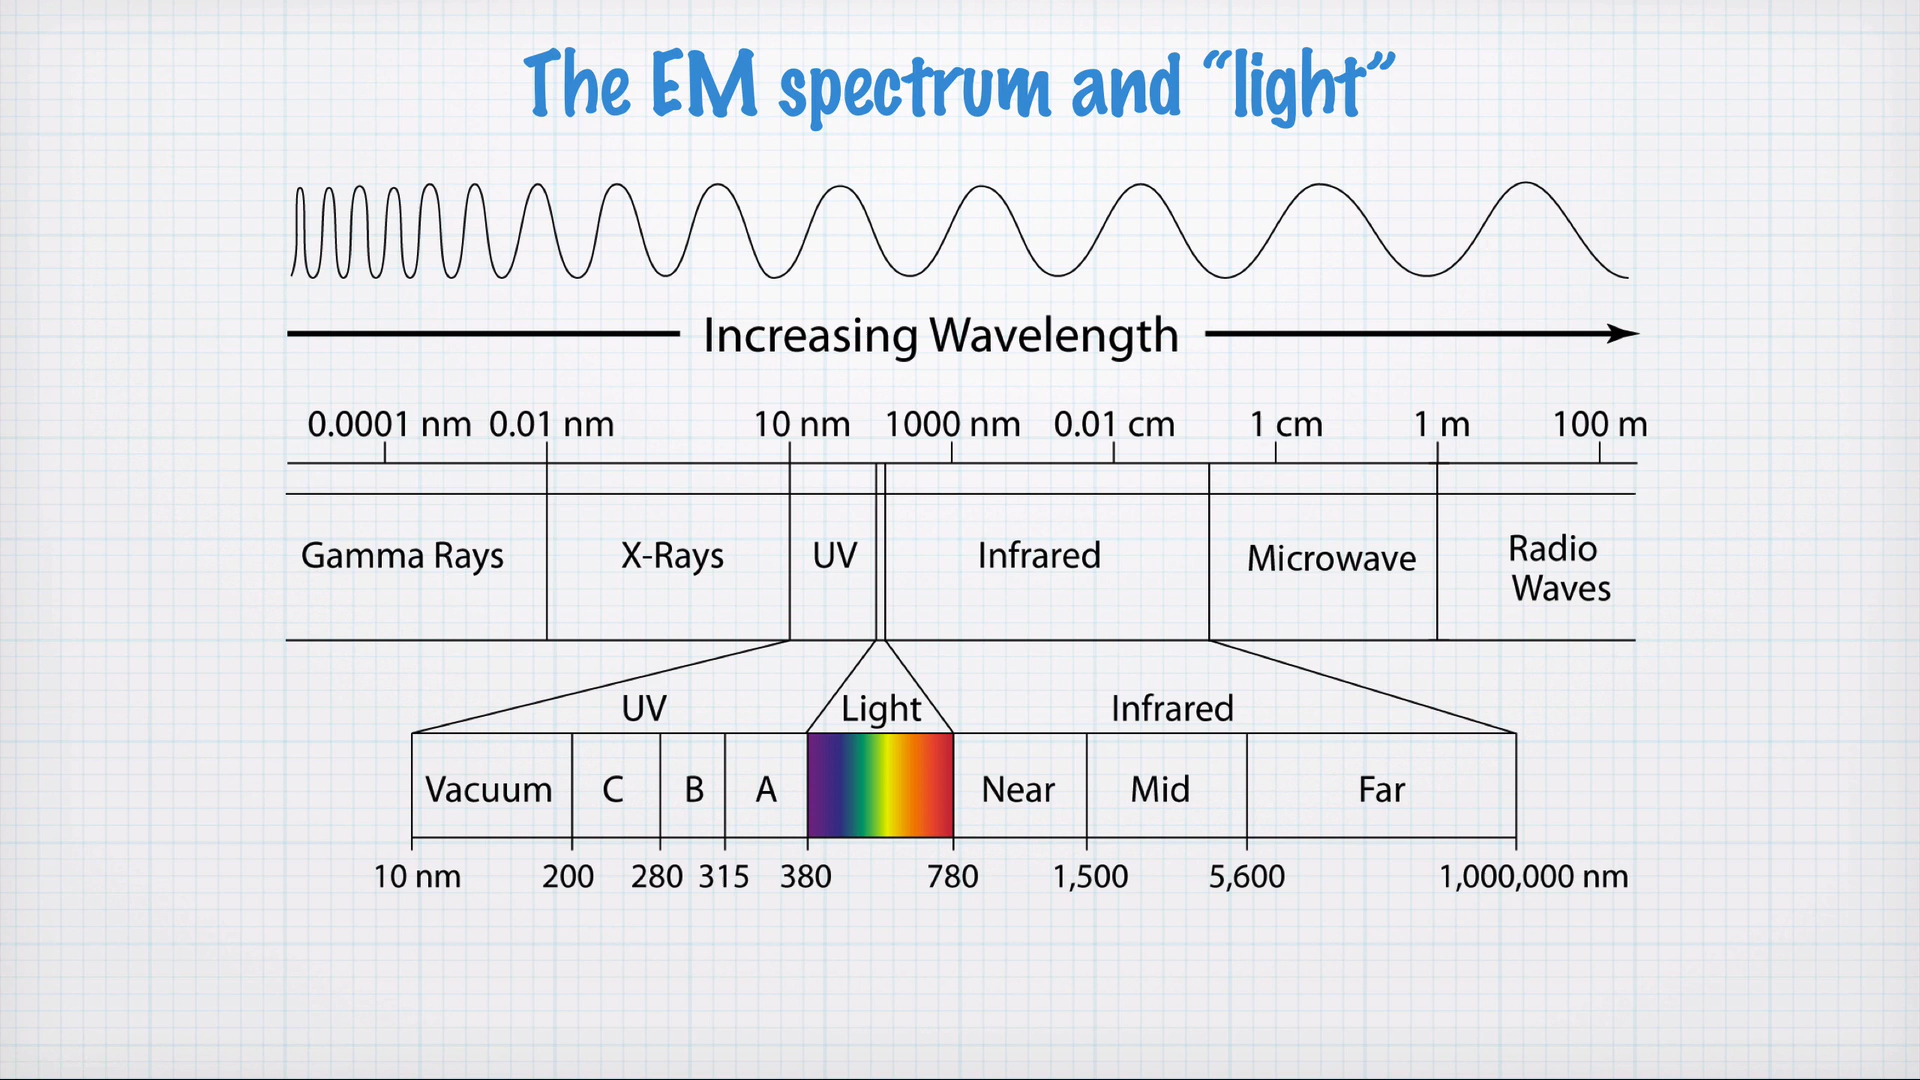 The EM spectrum and “light”
Increasing Wavelength
0.0001 nm 0.01 nm 10 nm 1000 nm 0.01 cm 1 cm 1 m 100 m
Gamma Rays X-Rays UV Infrared Microwave Radio
Waves
UV Light Infrared
Vacuum C B A Near Mid Far
10 nm 200 280 315 380 780 1,500 5,600 1,000,000 nm